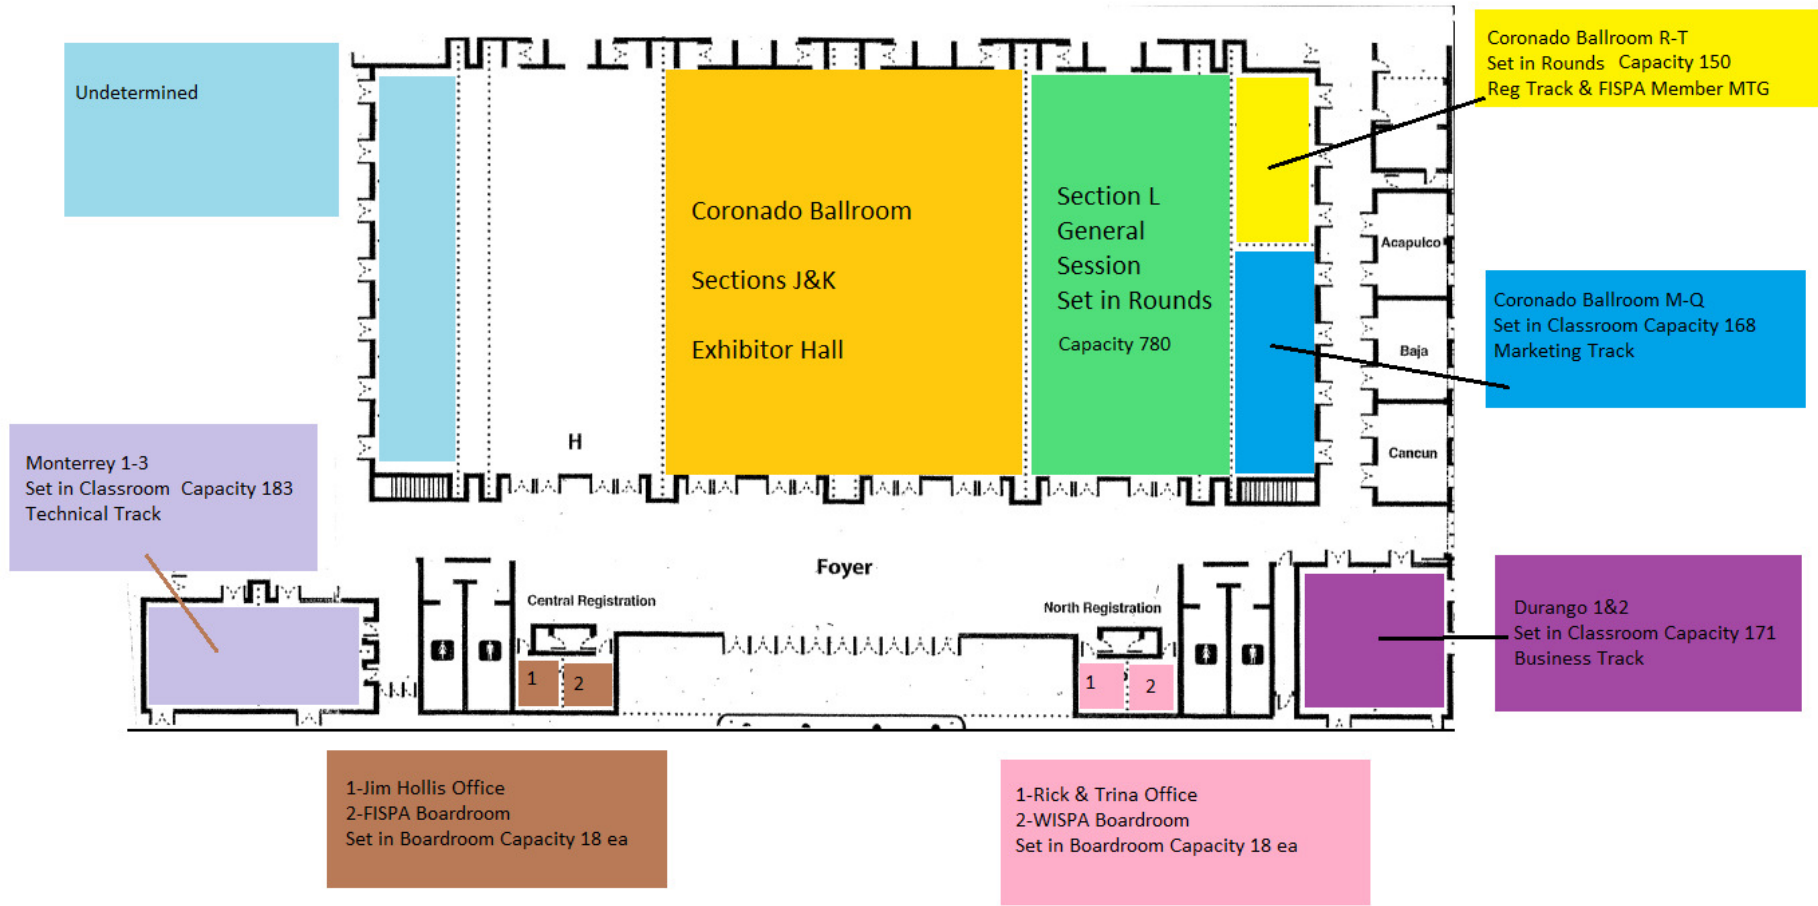 Undetermined
Coronado Ballroom R-T
Set in Rounds Capacity 150
Reg Track & FISPA Member MTG
Coronado Ballroom
Sections J&K
Exhibitor Hall
Section L
General
Session
Set in Rounds
Capacity 780
Acapulco
Coronado Ballroom M-Q
Set in Classroom Capacity 168
Marketing Track
Baja
H
Cancun
Monterrey 1-3
Set in Classroom Capacity 183
Technical Track
Foyer
Central Registration
North Registration
1
2
1
2
Durango 1&2
Set in Classroom Capacity 171
Business Track
1-Jim Hollis Office
2-FISPA Boardroom
Set in Boardroom Capacity 18 ea
1-Rick & Trina Office
2-WISPA Boardroom
Set in Boardroom Capacity 18 ea